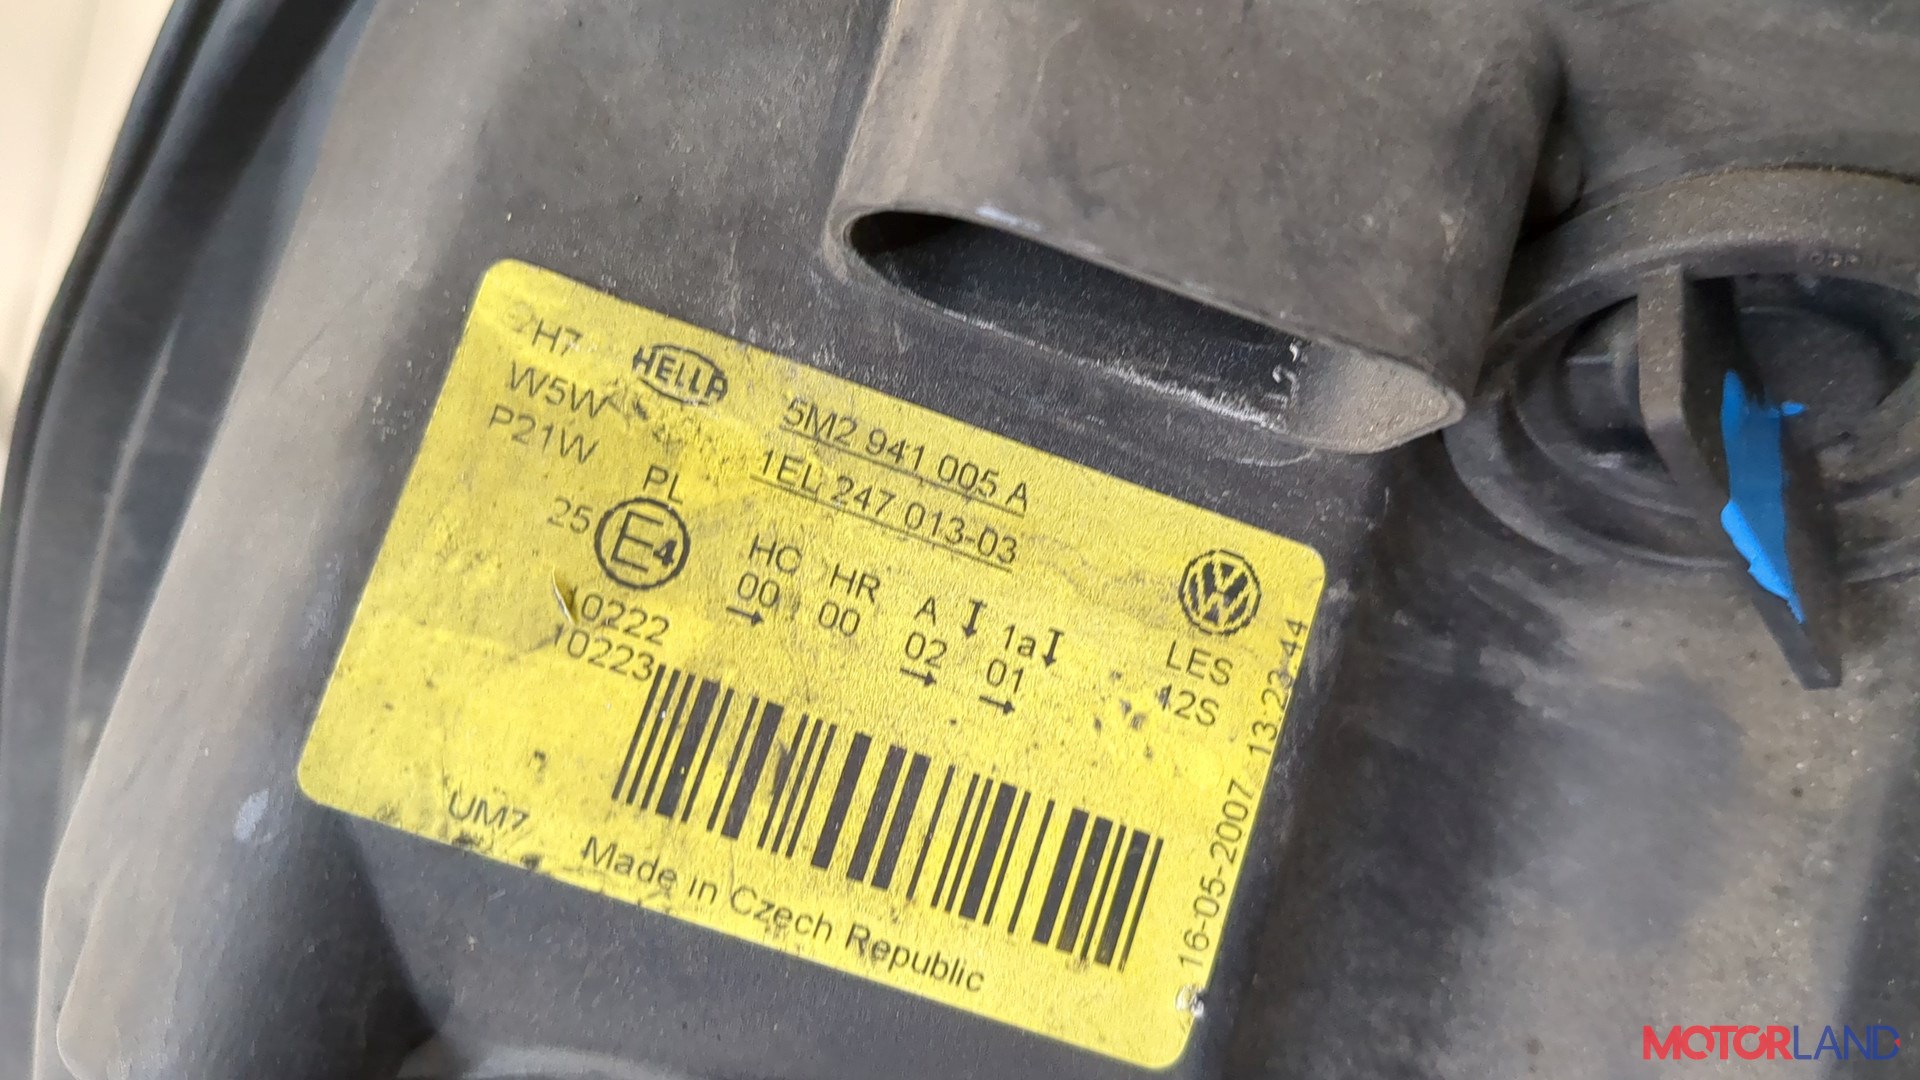 2H7
W5W
P21W
HELLA
5M2 941 005 A
1EL 247 013-03
PL
25 E4
10222
10223
HC HR A 1a
00 00 02 01
LES
12S
16-05-2007 13:23:44
UM7
Made in Czech Republic
MOTORLAND